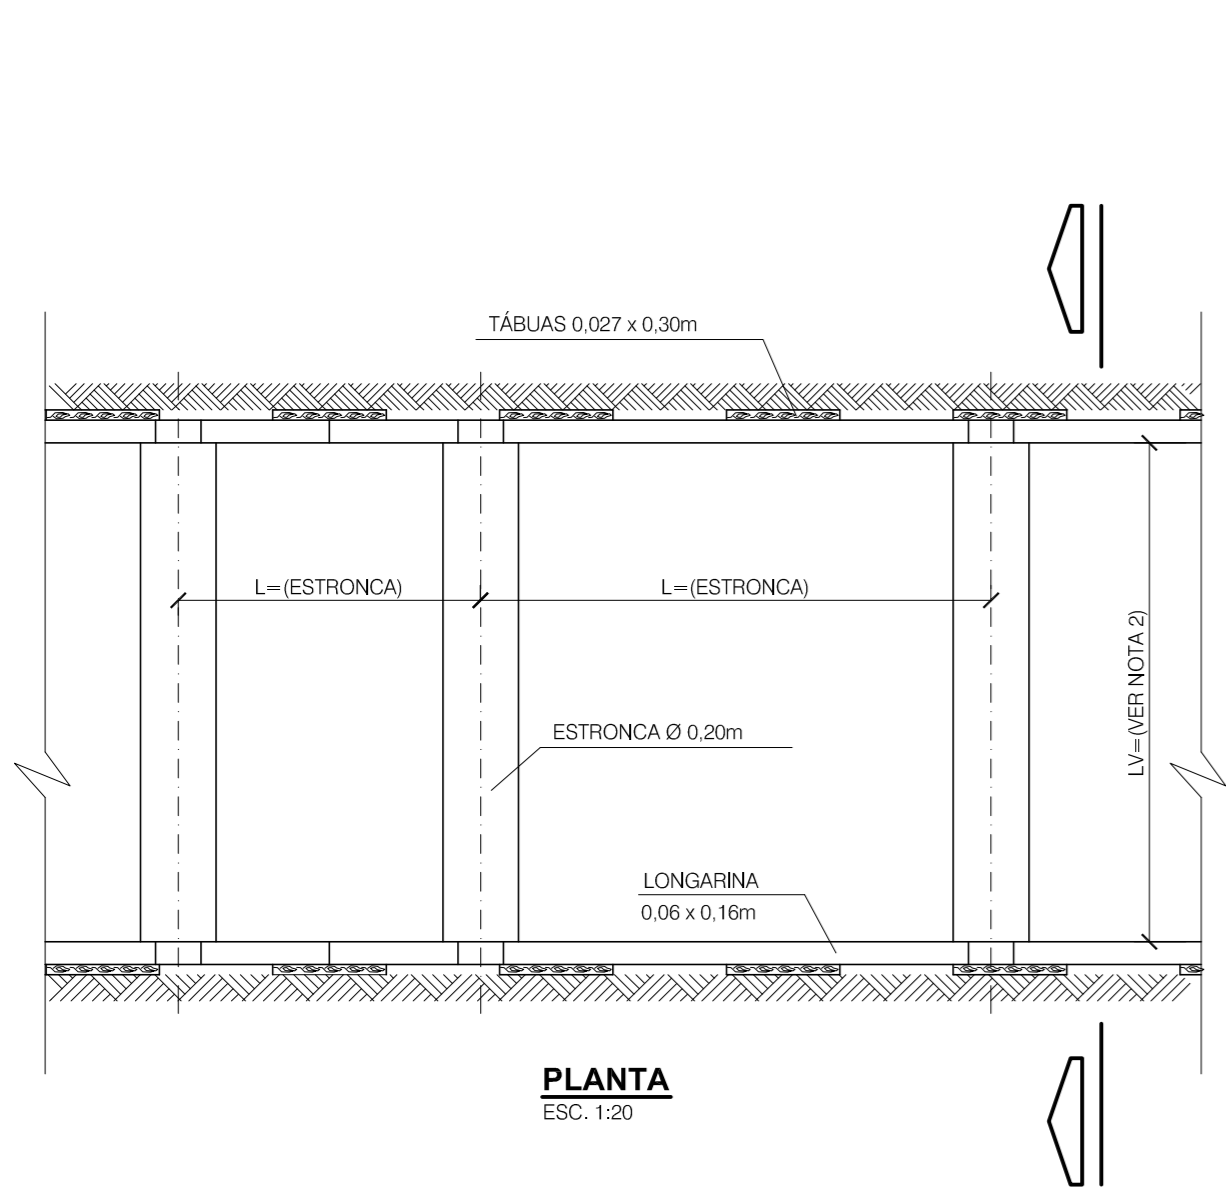 TÁBUAS 0,027 x 0,30m
L=(ESTRONCA)
L=(ESTRONCA)
LV=(VER NOTA 2)
ESTRONCA Ø 0,20m
LONGARINA
0,06 x 0,16m
PLANTA
ESC. 1:20